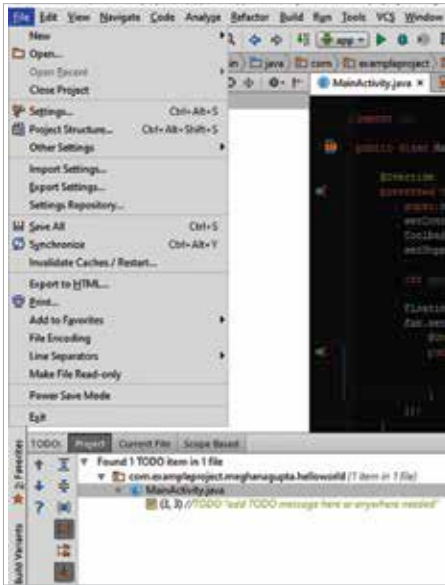 File Edit View Navigate Code Analyze Refactor Build Run Tools VCS Window
New
Open...
Open Recent
Close Project
Settings... Ctrl+Alt+S
Project Structure... Ctrl+Alt+Shift+S
Other Settings
Import Settings...
Export Settings...
Settings Repository...
Save All Ctrl+S
Synchronize Ctrl+Alt+Y
Invalidate Caches / Restart...
Export to HTML...
Print...
Add to Favorites
File Encoding
Line Separators
Make File Read-only
Power Save Mode
Exit
app
java com exampleproject
MainActivity.java
public class
@Override
protected
super
TODO: Project Current File Scope Based
Found 1 TODO item in 1 file
com.exampleproject.meghanagupta.helloworld (1 item in 1 file)
MainActivity.java
(3, 3) //TODO "add TODO message here or anywhere needed"
2: Favorites
Build Variants